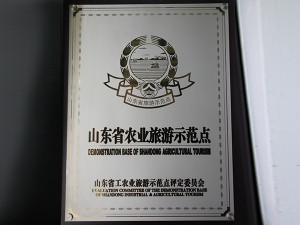 山东省旅游示范点
山东省农业旅游示范点
DEMONSTRATION BASE OF SHANDONG AGRICULTURAL TOURISM
山东省工农业旅游示范点评定委员会
EVALUATION COMMITTEE OF THE DEMONSTRATION BASE
OF SHANDONG INDUSTRIAL & AGRICULTURAL TOURISM